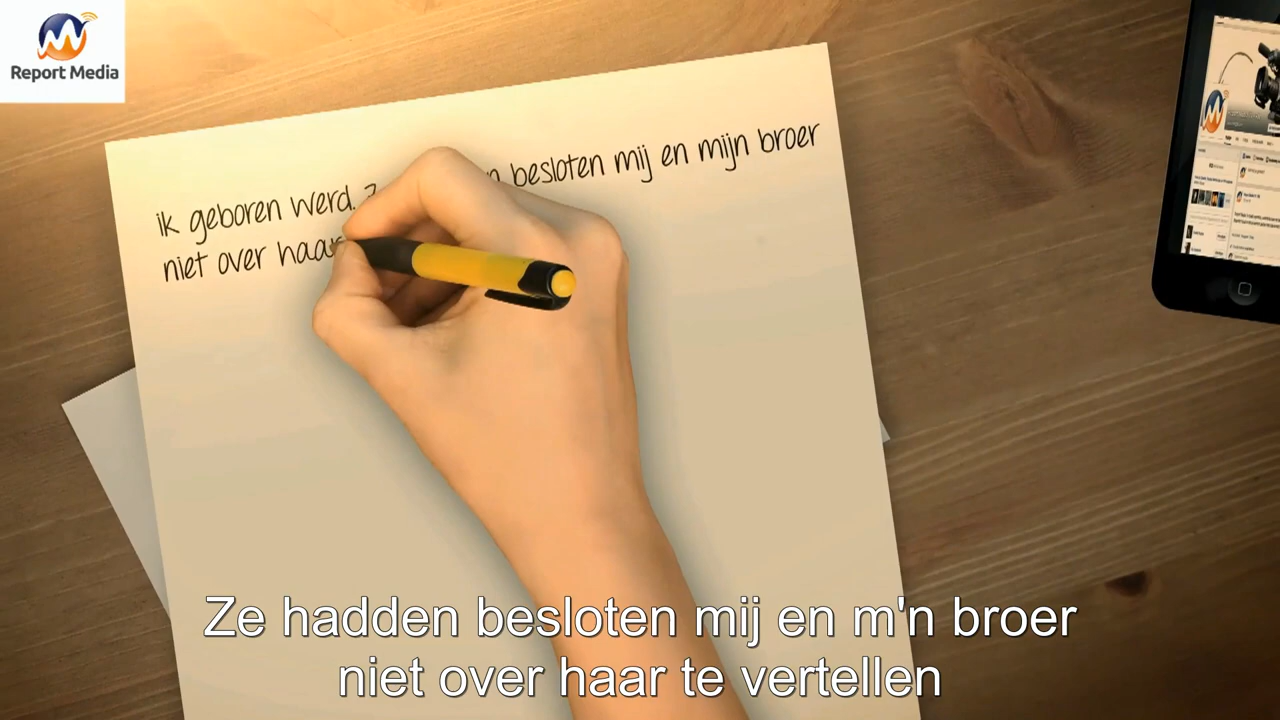 Report Media
ik geboren werd. besloten mij en mijn broer
niet over haar
Ze hadden besloten mij en m'n broer
niet over haar te vertellen